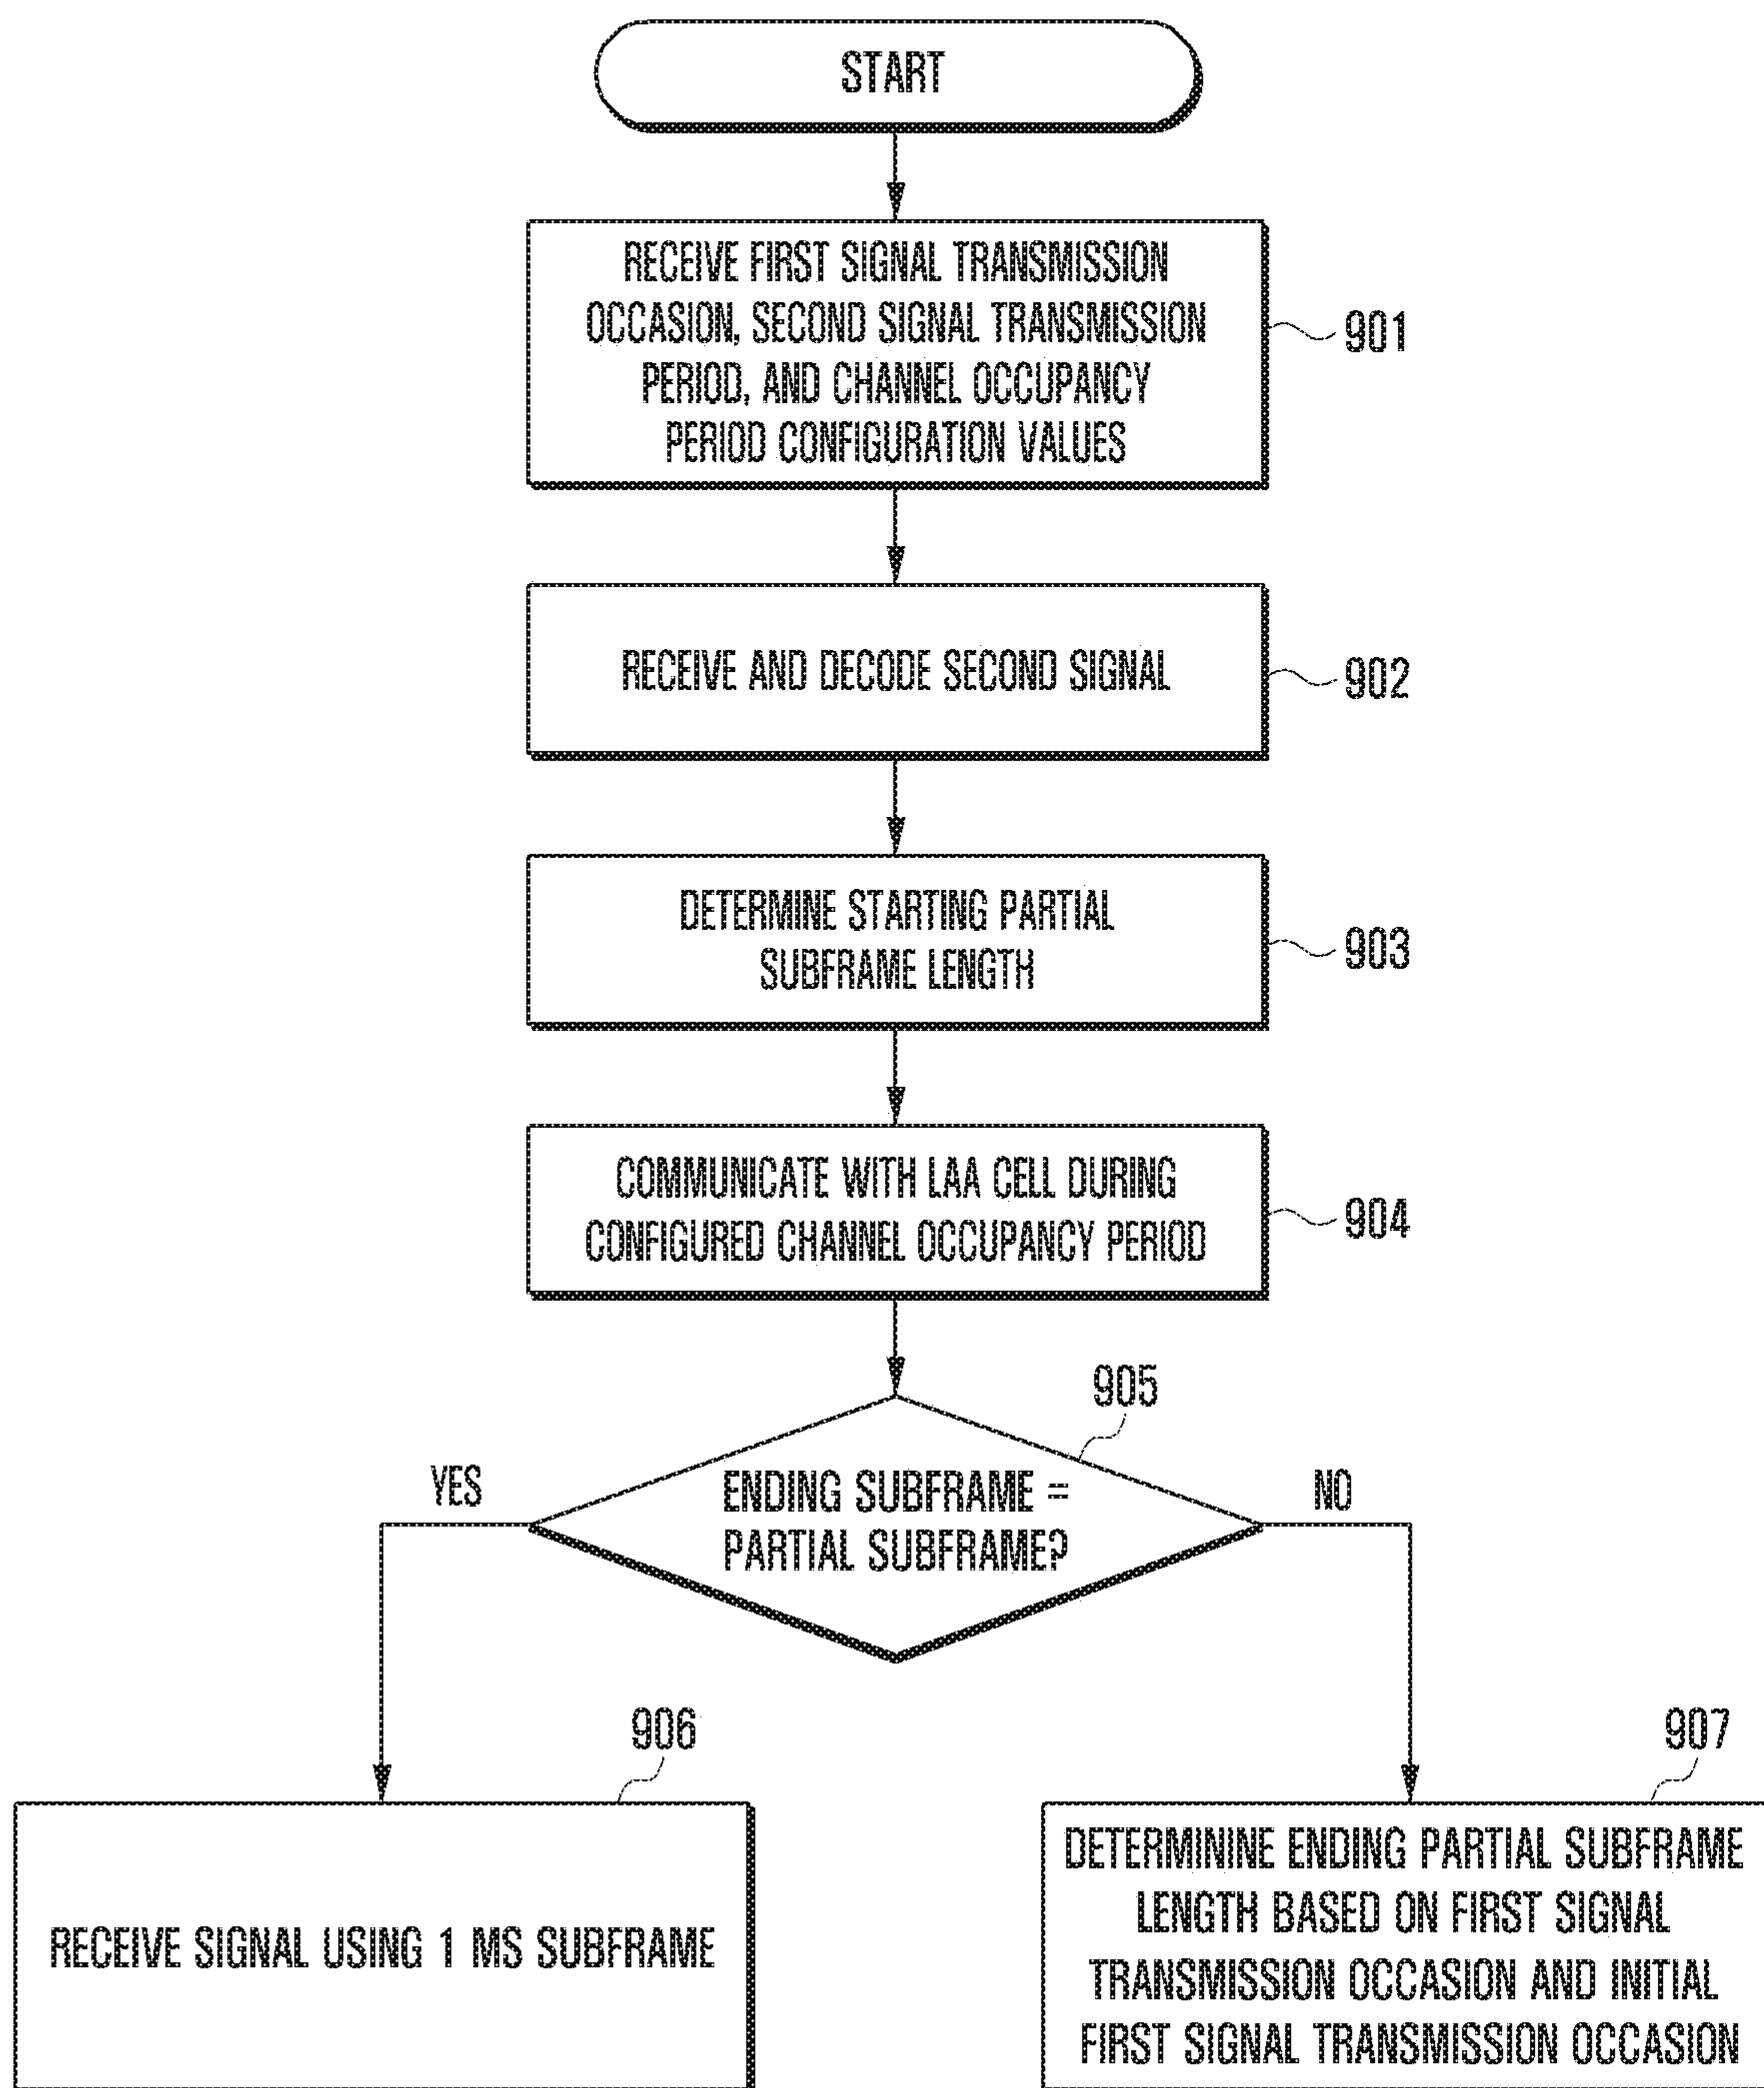 START
RECEIVE FIRST SIGNAL TRANSMISSION
OCCASION, SECOND SIGNAL TRANSMISSION
PERIOD, AND CHANNEL OCCUPANCY
PERIOD CONFIGURATION VALUES
901
RECEIVE AND DECODE SECOND SIGNAL
902
DETERMINE STARTING PARTIAL
SUBFRAME LENGTH
903
COMMUNICATE WITH LAA CELL DURING
CONFIGURED CHANNEL OCCUPANCY PERIOD
904
905
YES
ENDING SUBFRAME =
PARTIAL SUBFRAME?
NO
906
RECEIVE SIGNAL USING 1 MS SUBFRAME
907
DETERMININE ENDING PARTIAL SUBFRAME
LENGTH BASED ON FIRST SIGNAL
TRANSMISSION OCCASION AND INITIAL
FIRST SIGNAL TRANSMISSION OCCASION